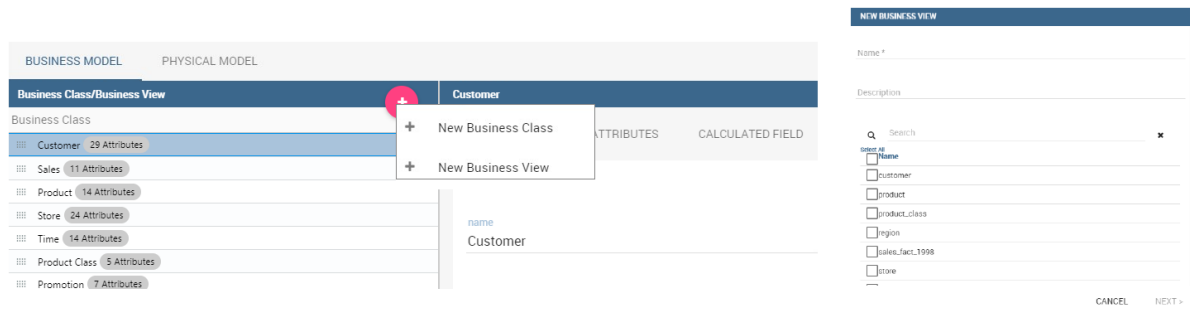 BUSINESS MODEL PHYSICAL MODEL
Business Class/Business View
Customer
Business Class
New Business Class
New Business View
ATTRIBUTES CALCULATED FIELD
Customer 29 Attributes
Sales 11 Attributes
Product 14 Attributes
Store 24 Attributes
Time 14 Attributes
Product Class 5 Attributes
Promotion 7 Attributes
name
Customer
NEW BUSINESS VIEW
Name *
Description
Search
Select All
Name
customer
product
product_class
region
sales_fact_1998
store
CANCEL NEXT >